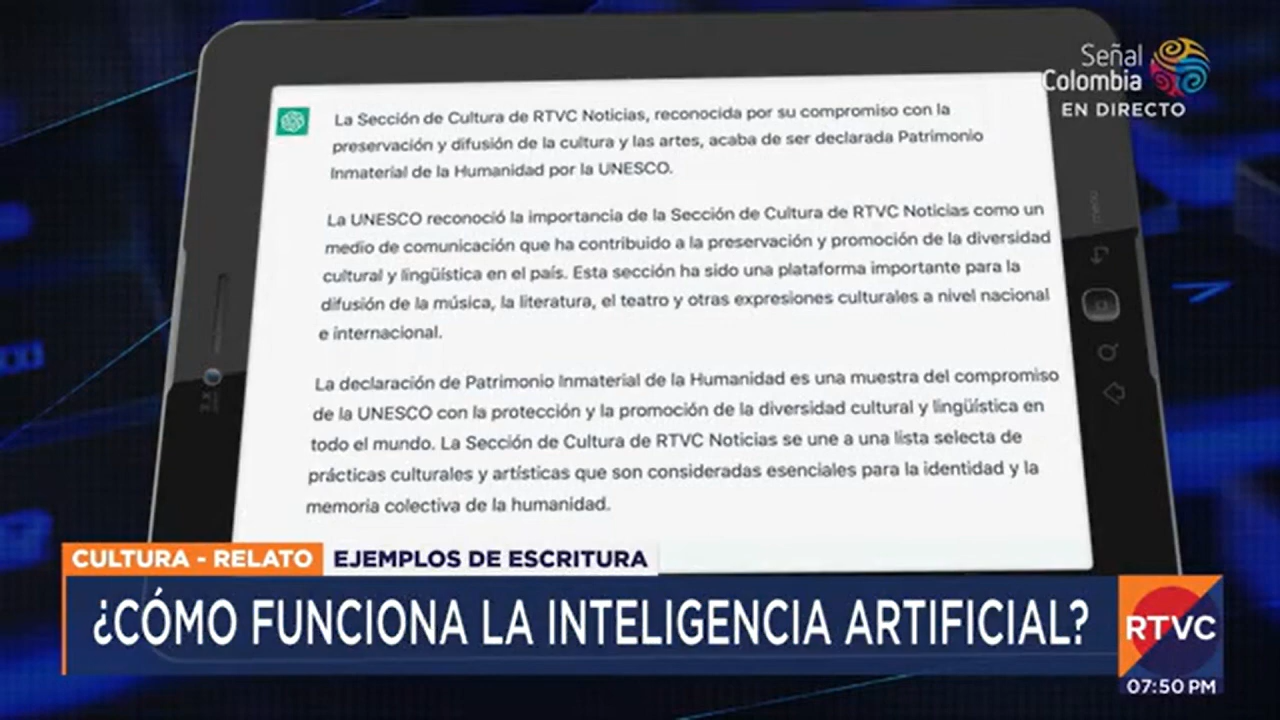 Señal
Colombia
EN DIRECTO
La Sección de Cultura de RTVC Noticias, reconocida por su compromiso con la
preservación y difusión de la cultura y las artes, acaba de ser declarada Patrimonio
Inmaterial de la Humanidad por la UNESCO.
La UNESCO reconoció la importancia de la Sección de Cultura de RTVC Noticias como un
medio de comunicación que ha contribuido a la preservación y promoción de la diversidad
cultural y lingüística en el país. Esta sección ha sido una plataforma importante para la
difusión de la música, la literatura, el teatro y otras expresiones culturales a nivel nacional
e internacional.
La declaración de Patrimonio Inmaterial de la Humanidad es una muestra del compromiso
de la UNESCO con la protección y la promoción de la diversidad cultural y lingüística en
todo el mundo. La Sección de Cultura de RTVC Noticias se une a una lista selecta de
prácticas culturales y artísticas que son consideradas esenciales para la identidad y la
memoria colectiva de la humanidad.
CULTURA - RELATO EJEMPLOS DE ESCRITURA
¿CÓMO FUNCIONA LA INTELIGENCIA ARTIFICIAL?
RTVC
07:50 PM